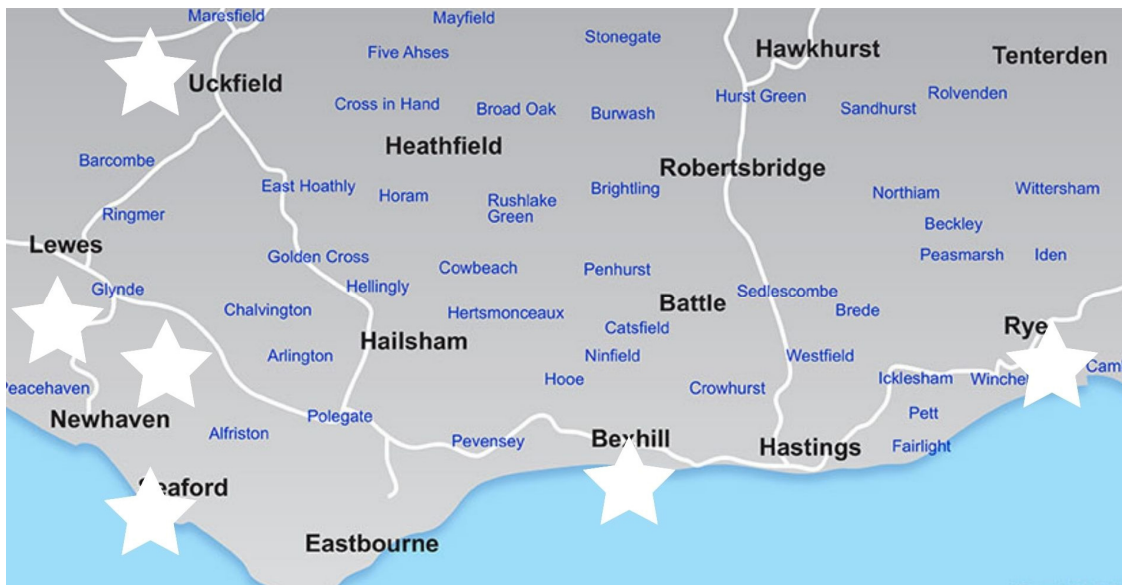 Maresfield
Mayfield
Stonegate
Five Ahses
Hawkhurst
Tenterden
Uckfield
Cross in Hand
Broad Oak
Burwash
Hurst Green
Sandhurst
Rolvenden
Heathfield
Barcombe
Robertsbridge
East Hoathly
Horam
Rushlake
Green
Brightling
Northiam
Wittersham
Ringmer
Beckley
Lewes
Golden Cross
Cowbeach
Penhurst
Peasmarsh
Iden
Glynde
Hellingly
Sedlescombe
Chalvington
Hertsmonceaux
Battle
Brede
Catsfield
Rye
Hailsham
Arlington
Ninfield
Westfield
Peacehaven
Hooe
Crowhurst
Icklesham
Newhaven
Polegate
Pett
Alfriston
Pevensey
Bexhill
Hastings
Fairlight
Seaford
Eastbourne